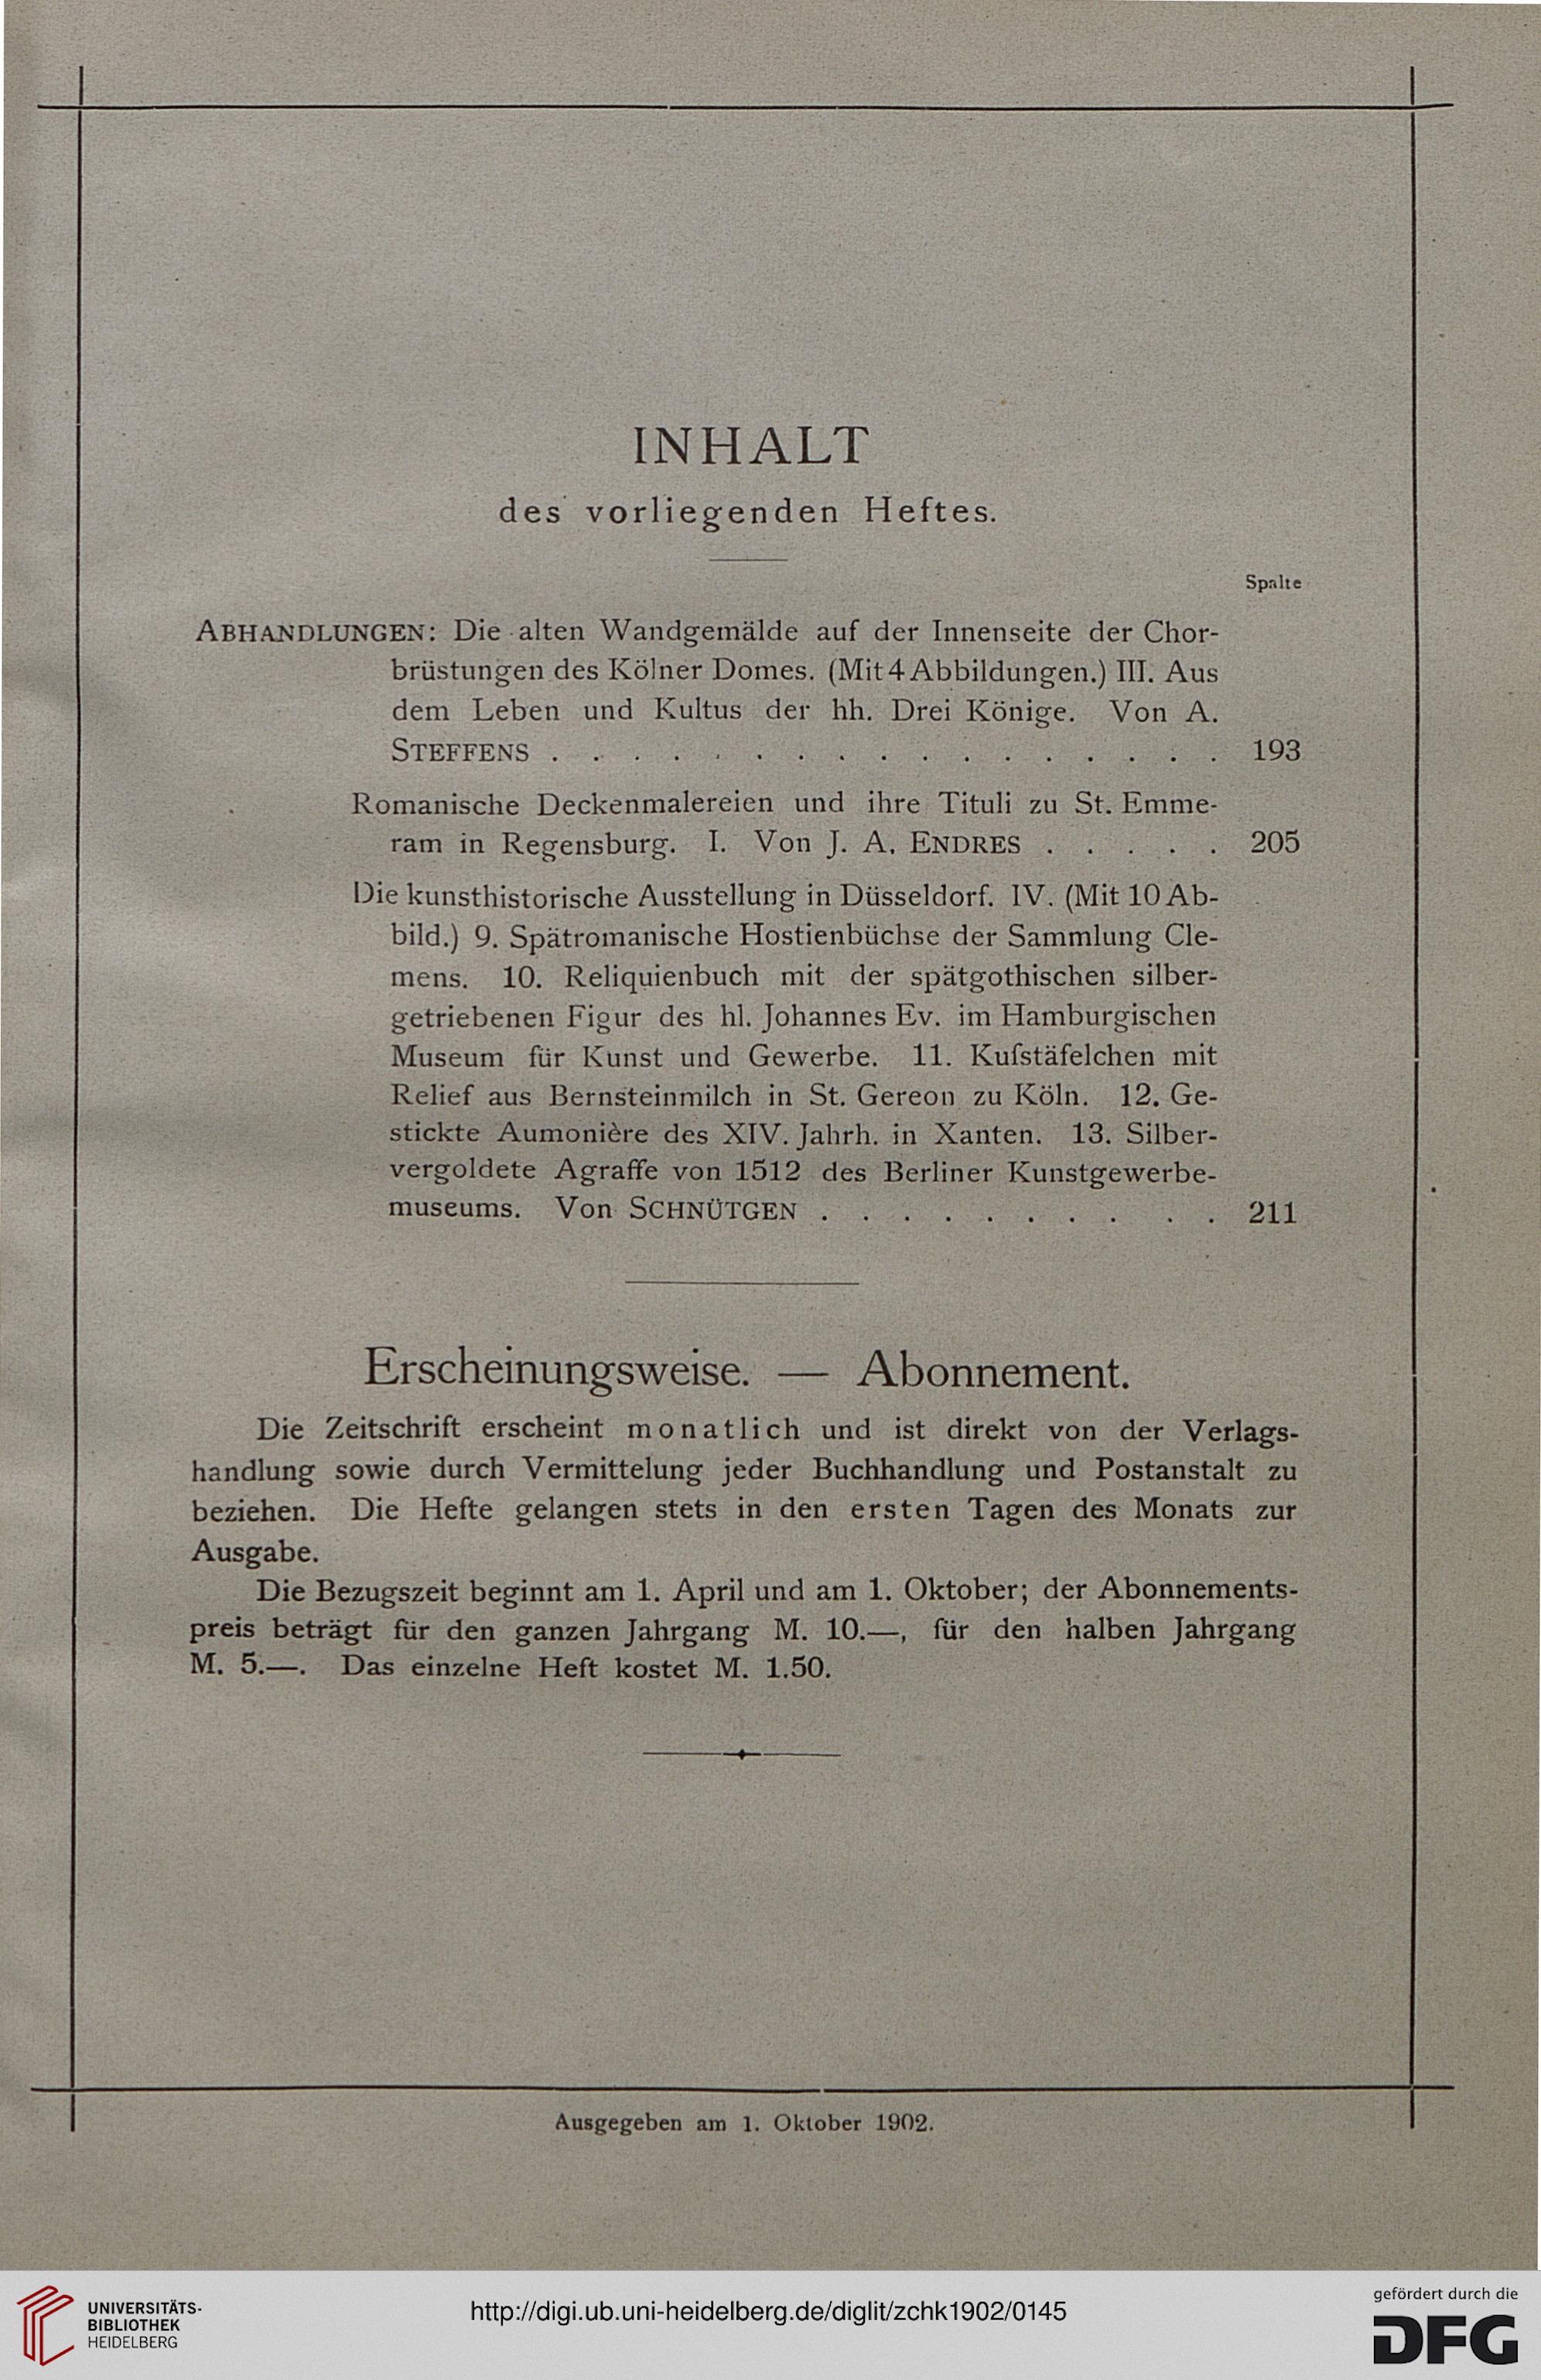 INHALT
des vorliegenden Heftes.
Spalte
ABHANDLUNGEN: Die alten Wandgemälde auf der Innenseite der Chor-
brüstungen des Kölner Domes. (Mit 4 Abbildungen.) III. Aus
dem Leben und Kultus der hh. Drei Könige. Von A.
STEFFENS . . . . . . . . . . . . . . . . . 193
Romanische Deckenmalereien und ihre Tituli zu St. Emme-
ram in Regensburg. I. Von J. A. ENDRES . . . . . 205
Die kunsthistorische Ausstellung in Düsseldorf. IV. (Mit 10 Ab-
bild.) 9. Spätromanische Hostienbüchse der Sammlung Cle-
mens. 10. Reliquienbuch mit der spätgothischen silber-
getriebenen Figur des hl. Johannes Ev. im Hamburgischen
Museum für Kunst und Gewerbe. 11. Kufstäfelchen mit
Relief aus Bernsteinmilch in St. Gereon zu Köln. 12. Ge-
stickte Aumonière des XIV. Jahrh. in Xanten. 13. Silber-
vergoldete Agraffe von 1512 des Berliner Kunstgewerbe-
museums. Von SCHNÜTGEN . . . . . . . . . . 211
Erscheinungsweise. — Abonnement.
Die Zeitschrift erscheint monatlich und ist direkt von der Verlags-
handlung sowie durch Vermittelung jeder Buchhandlung und Postanstalt zu
beziehen. Die Hefte gelangen stets in den ersten Tagen des Monats zur
Ausgabe.
Die Bezugszeit beginnt am 1. April und am 1. Oktober; der Abonnements-
preis beträgt für den ganzen Jahrgang M. 10.—, für den halben Jahrgang
M. 5.—. Das einzelne Heft kostet M. 1.50.
Ausgegeben am 1. Oktober 1902.
UNIVERSITÄTS-
BIBLIOTHEK
HEIDELBERG
http://digi.ub.uni-heidelberg.de/diglit/zchk1902/0145
gefördert durch die
DFG